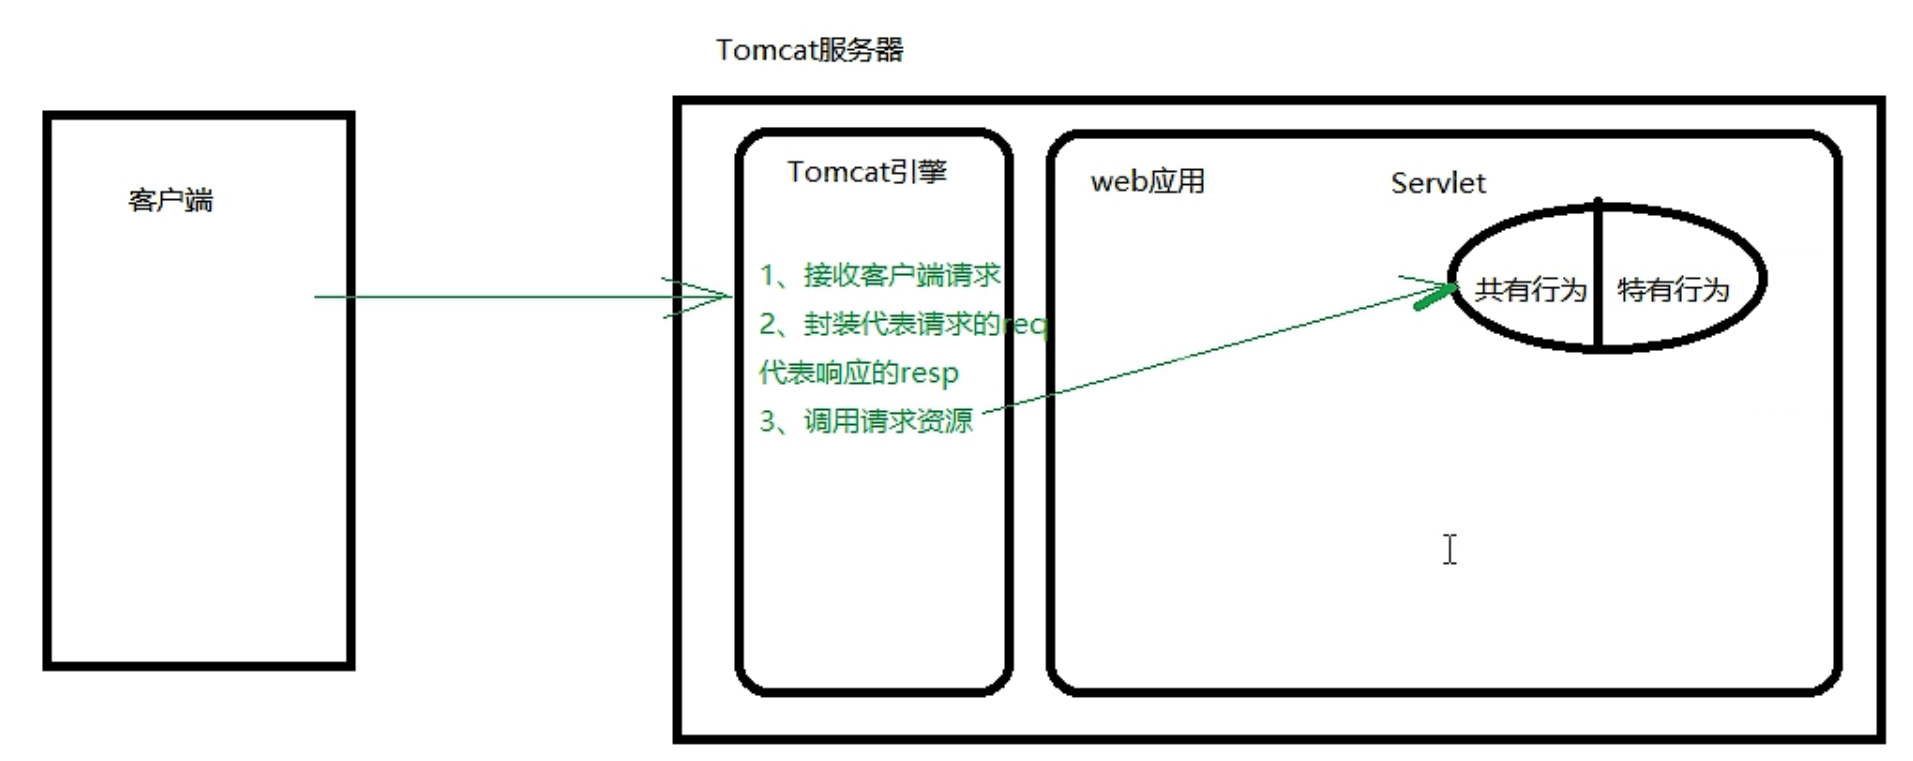 Tomcat服务器
客户端
Tomcat引擎
1、接收客户端请求
2、封装代表请求的req
代表响应的resp
3、调用请求资源
web应用
Servlet
共有行为
特有行为